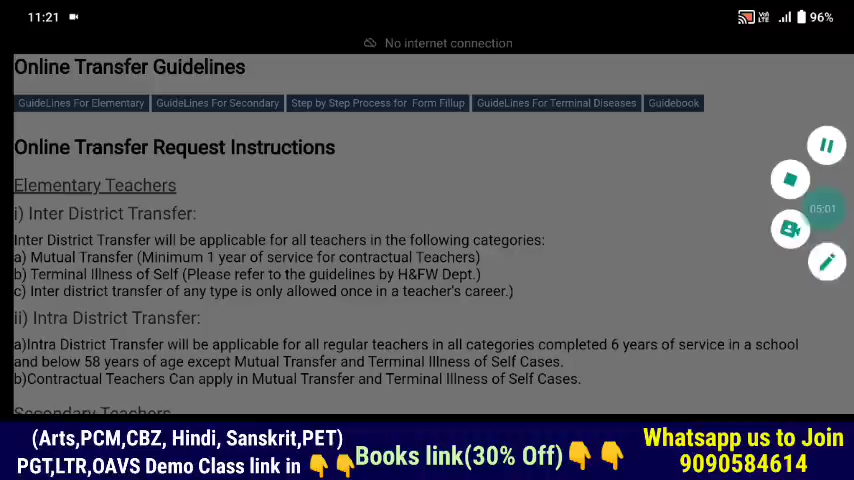 11:21
Vo)) LTE 96%
No internet connection
Online Transfer Guidelines
GuideLines For Elementary GuideLines For Secondary Step by Step Process for Form Fillup GuideLines For Terminal Diseases Guidebook
Online Transfer Request Instructions
Elementary Teachers
i) Inter District Transfer:
Inter District Transfer will be applicable for all teachers in the following categories:
a) Mutual Transfer (Minimum 1 year of service for contractual Teachers)
b) Terminal Illness of Self (Please refer to the guidelines by H&FW Dept.)
c) Inter district transfer of any type is only allowed once in a teacher's career.)
ii) Intra District Transfer:
a)Intra District Transfer will be applicable for all regular teachers in all categories completed 6 years of service in a school
and below 58 years of age except Mutual Transfer and Terminal Illness of Self Cases.
b)Contractual Teachers Can apply in Mutual Transfer and Terminal Illness of Self Cases.
Secondary Teachers
05:01
(Arts,PCM,CBZ, Hindi, Sanskrit,PET)
PGT,LTR,OAVS Demo Class link in 👇👇
Books link(30% Off)👇👇
Whatsapp us to Join
9090584614